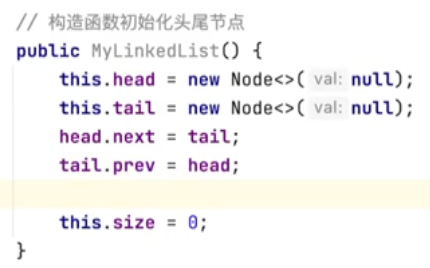 // 构造函数初始化头尾节点
public MyLinkedList() {
    this.head = new Node<>( val: null);
    this.tail = new Node<>( val: null);
    head.next = tail;
    tail.prev = head;
    this.size = 0;
}